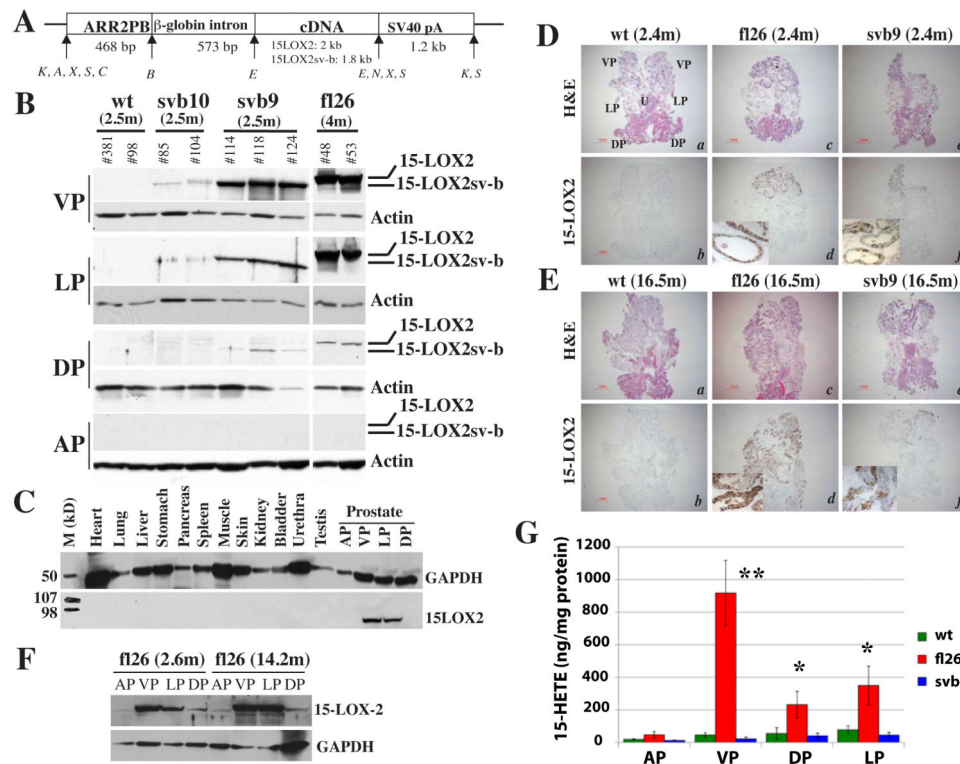 A
ARR2PB β-globin intron cDNA SV40 pA
468 bp 573 bp 15LOX2: 2 kb 1.2 kb
15LOX2sv-b: 1.8 kb
K, A, X, S, C B E E, N, X, S K, S
B
wt svb10 svb9 fl26
(2.5m) (2.5m) (2.5m) (4m)
#381 #98 #85 #104 #114 #118 #124 #48 #53
VP 15-LOX2
15-LOX2sv-b
Actin
LP 15-LOX2
15-LOX2sv-b
Actin
DP 15-LOX2
15-LOX2sv-b
Actin
AP 15-LOX2
15-LOX2sv-b
Actin
C
M (kD) Heart Lung Liver Stomach Pancreas Spleen Muscle Skin Kidney Bladder Urethra Testis Prostate
AP VP LP DP
50 GAPDH
107
98 15LOX2
F
fl26 (2.6m) fl26 (14.2m)
AP VP LP DP AP VP LP DP
15-LOX-2
GAPDH
D
wt (2.4m) fl26 (2.4m) svb9 (2.4m)
H&E
VP VP
LP U LP
DP DP
a c
15-LOX2
b d f
E
wt (16.5m) fl26 (16.5m) svb9 (16.5m)
H&E
a c
15-LOX2
b d f
G
15-HETE (ng/mg protein)
1200
1000
800
600
400
200
0
** * *
wt
fl26
svb
AP VP DP LP